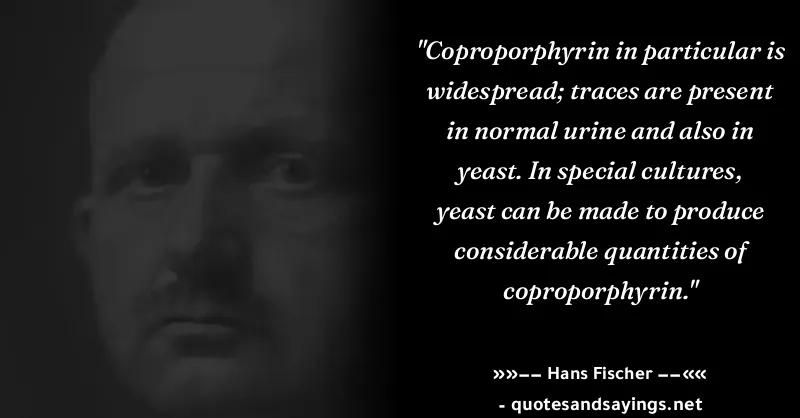 "Coproporphyrin in particular is
widespread; traces are present
in normal urine and also in
yeast. In special cultures,
yeast can be made to produce
considerable quantities of
coproporphyrin."
»»−− Hans Fischer −−««
- quotesandsayings.net